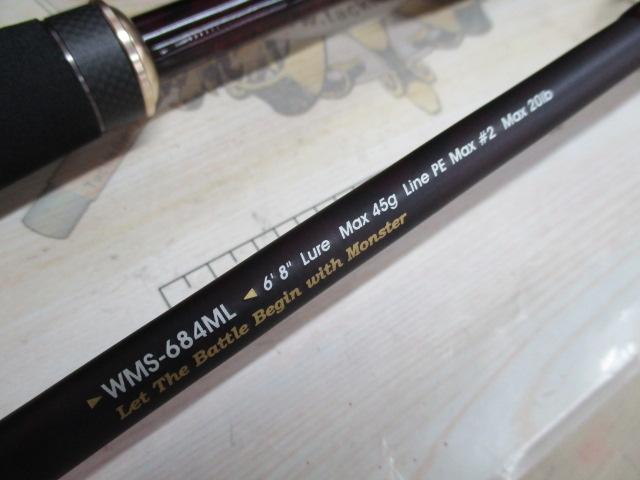 WMS-684ML 6' 8" Lure Max 45g Line PE Max #2 Max 20lb
Let The Battle Begin with Monster